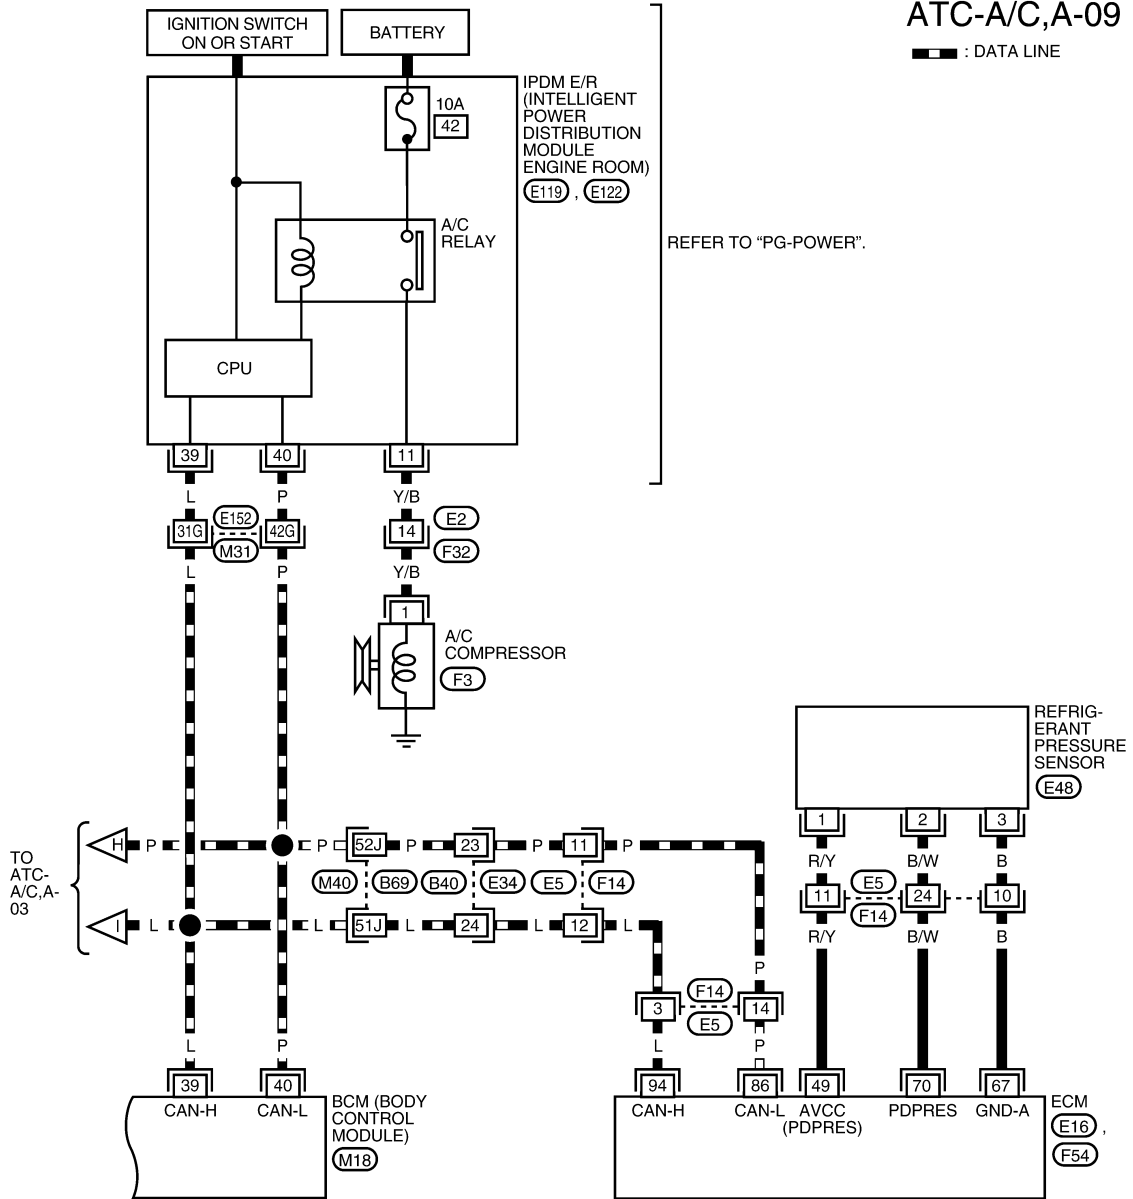 ATC-A/C,A-09
: DATA LINE
IGNITION SWITCH
ON OR START
BATTERY
10A
42
IPDM E/R
(INTELLIGENT
POWER
DISTRIBUTION
MODULE
ENGINE ROOM)
E119 , E122
A/C
RELAY
REFER TO “PG-POWER”.
CPU
39 40 11
L P Y/B
31G E152 42G 14 E2
M31 F32
L P Y/B
1
A/C
COMPRESSOR
F3
REFRIG-
ERANT
PRESSURE
SENSOR
E48
1 2 3
R/Y B/W B
11 E5 24 10
F14
R/Y B/W B
TO
ATC-
A/C,A-
03
H P P 52J P 23 P 11 P
M40 B69 B40 E34 E5 F14
I L L 51J L 24 L 12 L
P
3 F14 14
E5
L P L P
39 40 94 86 49 70 67
CAN-H CAN-L
BCM (BODY
CONTROL
MODULE)
M18
CAN-H CAN-L AVCC
(PDPRES)
PDPRES GND-A
ECM
E16 ,
F54